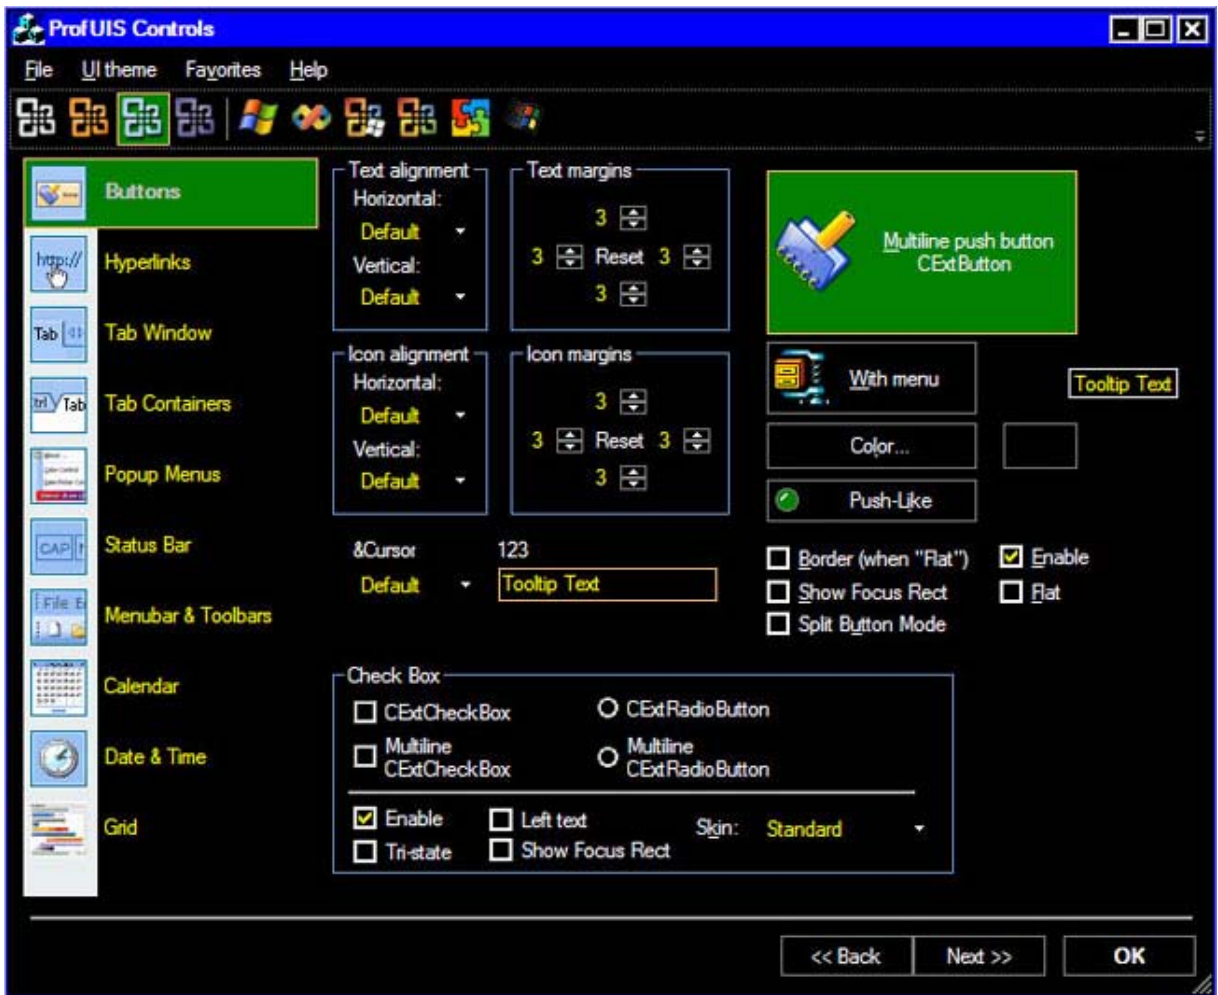 ProfUIS Controls
File UI theme Favorites Help
Buttons
Hyperlinks
Tab Window
Tab Containers
Popup Menus
Status Bar
Menubar & Toolbars
Calendar
Date & Time
Grid
http://
Tab
Tab
CAP
File
Text alignment
Horizontal:
Default
Vertical:
Default
Text margins
3
3 Reset 3
3
Icon alignment
Horizontal:
Default
Vertical:
Default
Icon margins
3
3 Reset 3
3
&Cursor
Default
123
Tooltip Text
Multiline push button
CExtButton
With menu
Tooltip Text
Color...
Push-Like
Border (when "Flat") Enable
Show Focus Rect Flat
Split Button Mode
Check Box
CExtCheckBox CExtRadioButton
Multiline
CExtCheckBox
Multiline
CExtRadioButton
Enable Left text Skin: Standard
Tri-state Show Focus Rect
<< Back Next >> OK